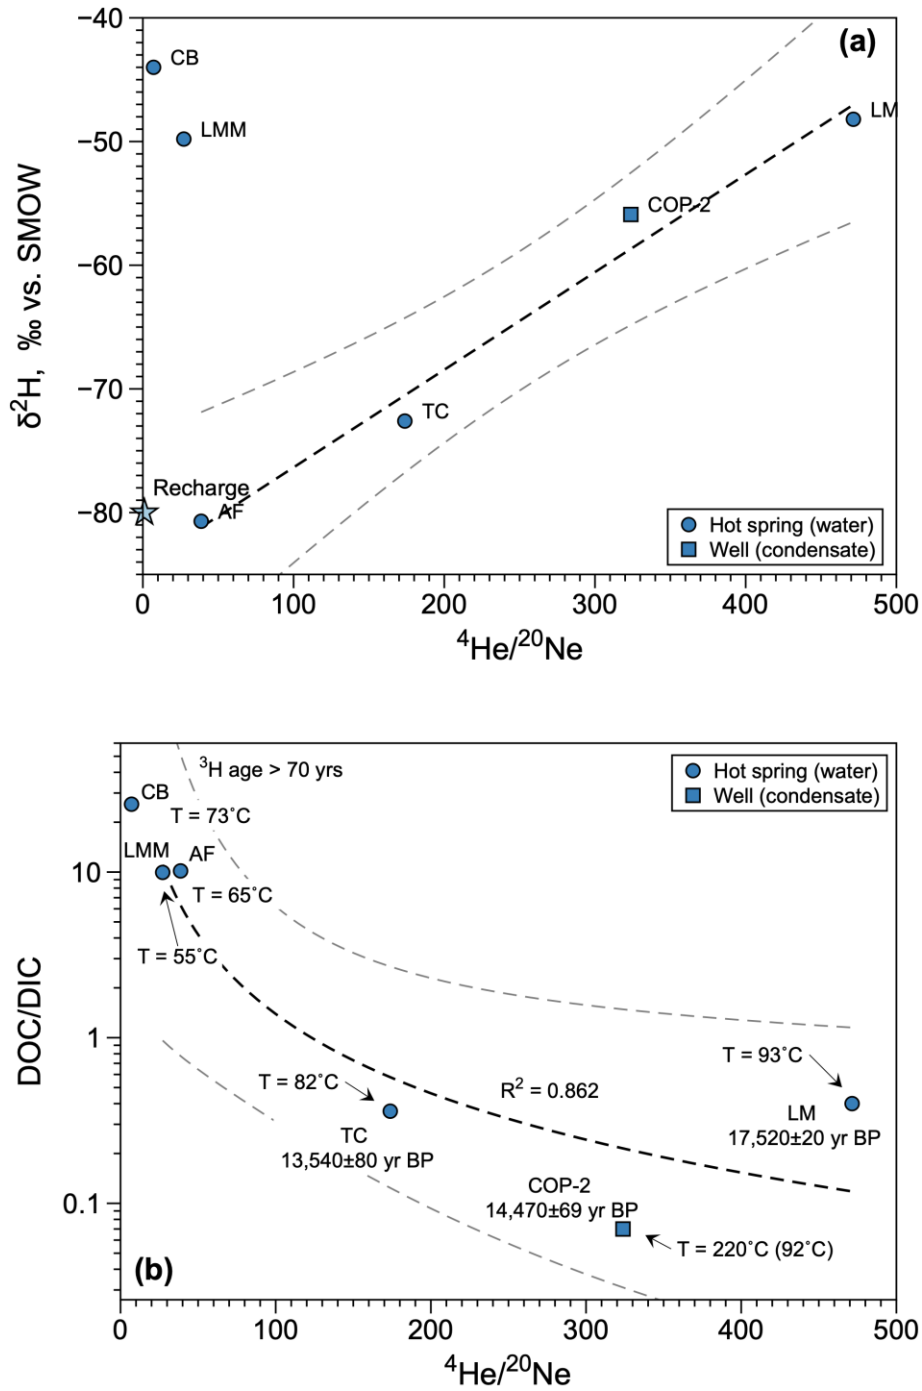 (a)
−40
−50
−60
−70
−80
δ²H, ‰ vs. SMOW
CB
LMM
LM
COP-2
TC
Recharge
AF
Hot spring (water)
Well (condensate)
0 100 200 300 400 500
⁴He/²⁰Ne
³H age > 70 yrs
Hot spring (water)
Well (condensate)
CB
T = 73˚C
LMM AF
T = 65˚C
T = 55˚C
10
1
0.1
DOC/DIC
T = 82˚C
TC
13,540±80 yr BP
R² = 0.862
T = 93˚C
LM
17,520±20 yr BP
COP-2
14,470±69 yr BP
T = 220˚C (92˚C)
(b)
0 100 200 300 400 500
⁴He/²⁰Ne